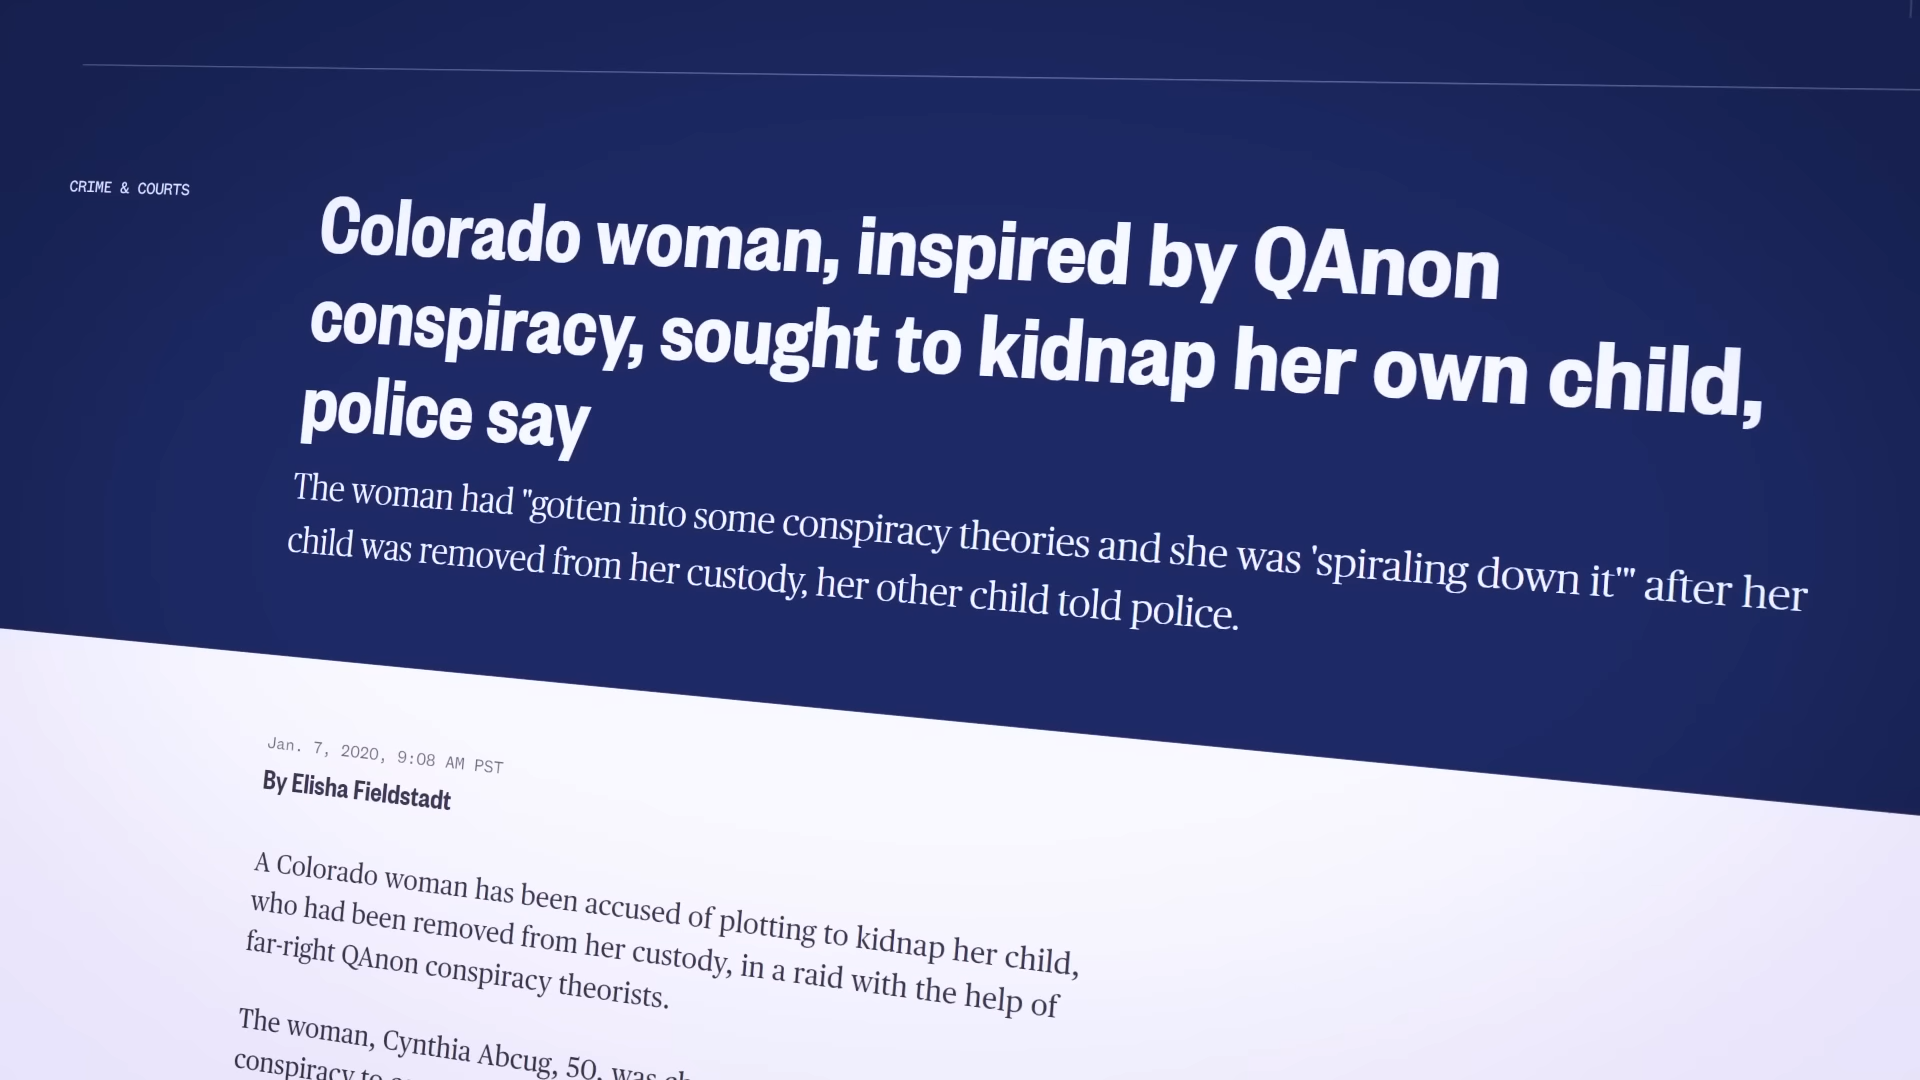 CRIME & COURTS
Colorado woman, inspired by QAnon
conspiracy, sought to kidnap her own child,
police say
The woman had "gotten into some conspiracy theories and she was 'spiraling down it'" after her
child was removed from her custody, her other child told police.
Jan. 7, 2020, 9:08 AM PST
By Elisha Fieldstadt
A Colorado woman has been accused of plotting to kidnap her child,
who had been removed from her custody, in a raid with the help of
far-right QAnon conspiracy theorists.
The woman, Cynthia Abcug, 50, was
conspiracy to